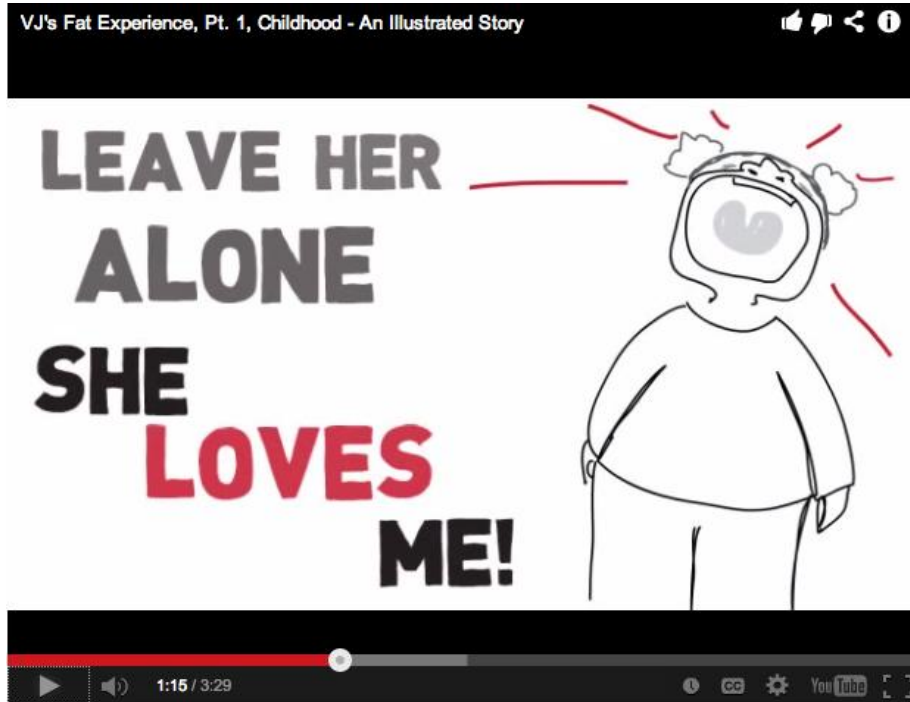 VJ's Fat Experience, Pt. 1, Childhood - An Illustrated Story
LEAVE HER
ALONE
SHE
LOVES
ME!
1:15 / 3:29
CC
YouTube